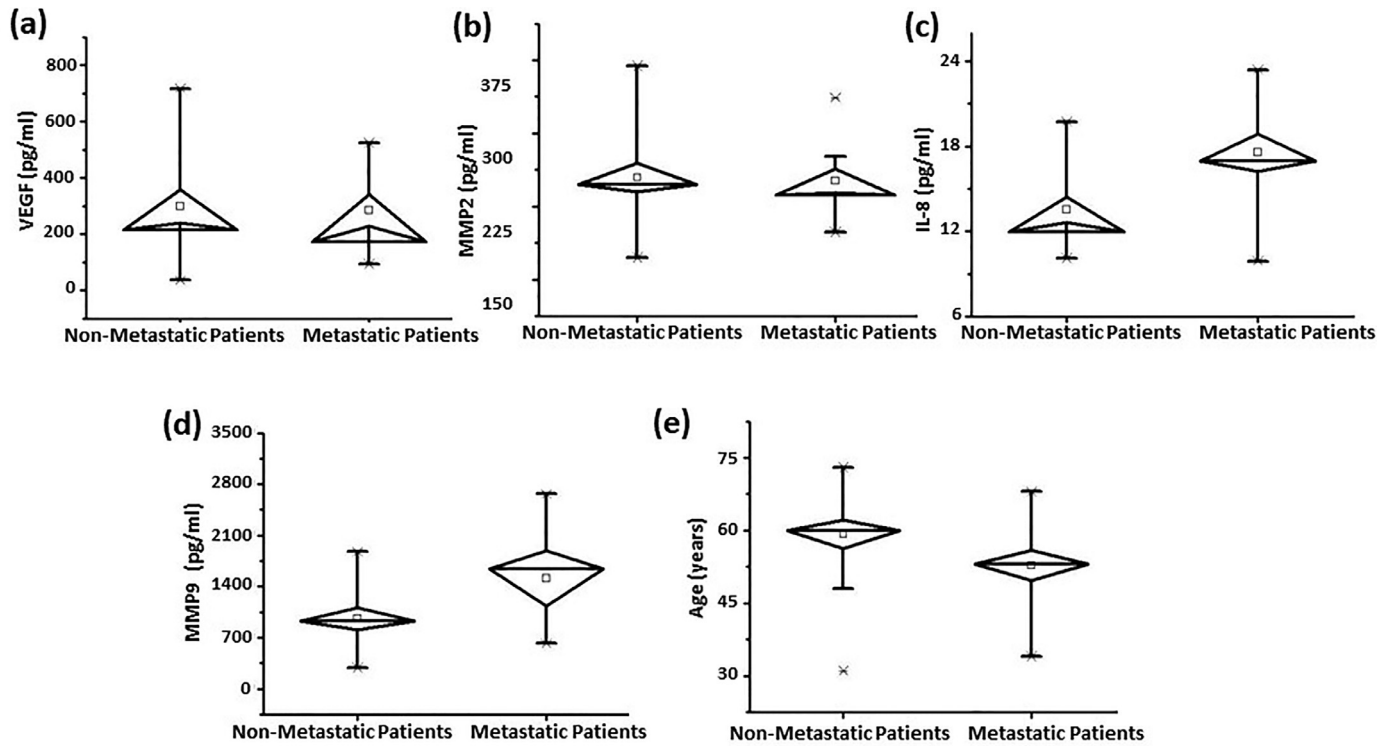 (a)
VEGF (pg/ml)
800
600
400
200
0
Non-Metastatic Patients
Metastatic Patients
(b)
MMP2 (pg/ml)
375
300
225
150
Non-Metastatic Patients
Metastatic Patients
(c)
IL-8 (pg/ml)
24
18
12
6
Non-Metastatic Patients
Metastatic Patients
(d)
MMP9 (pg/ml)
3500
2800
2100
1400
700
0
Non-Metastatic Patients
Metastatic Patients
(e)
Age (years)
75
60
45
30
Non-Metastatic Patients
Metastatic Patients